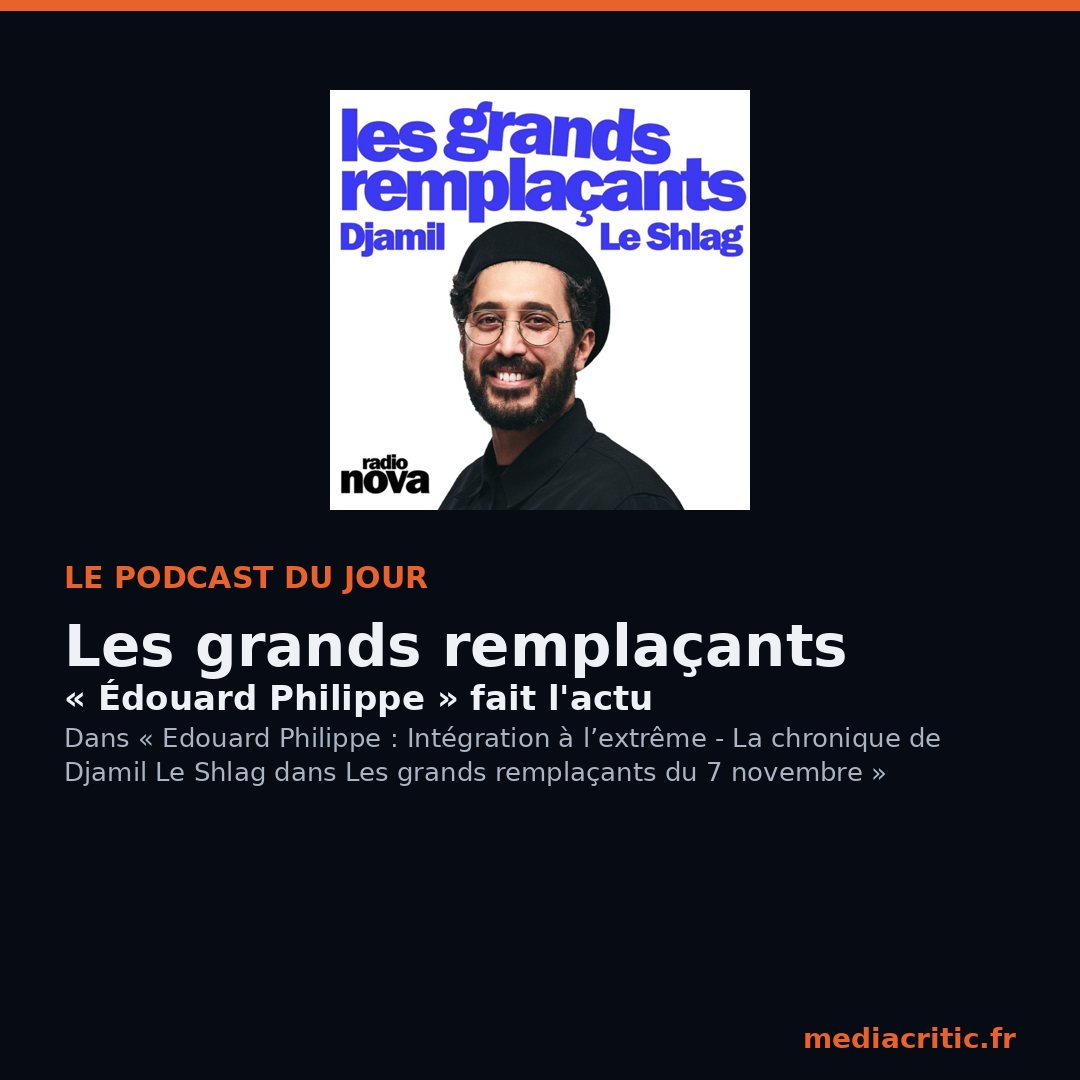 les grands
remplaçants
Djamil Le Shlag
radio
nova
LE PODCAST DU JOUR
Les grands remplaçants
« Édouard Philippe » fait l'actu
Dans « Edouard Philippe : Intégration à l’extrême - La chronique de
Djamil Le Shlag dans Les grands remplaçants du 7 novembre »
mediacritic.fr